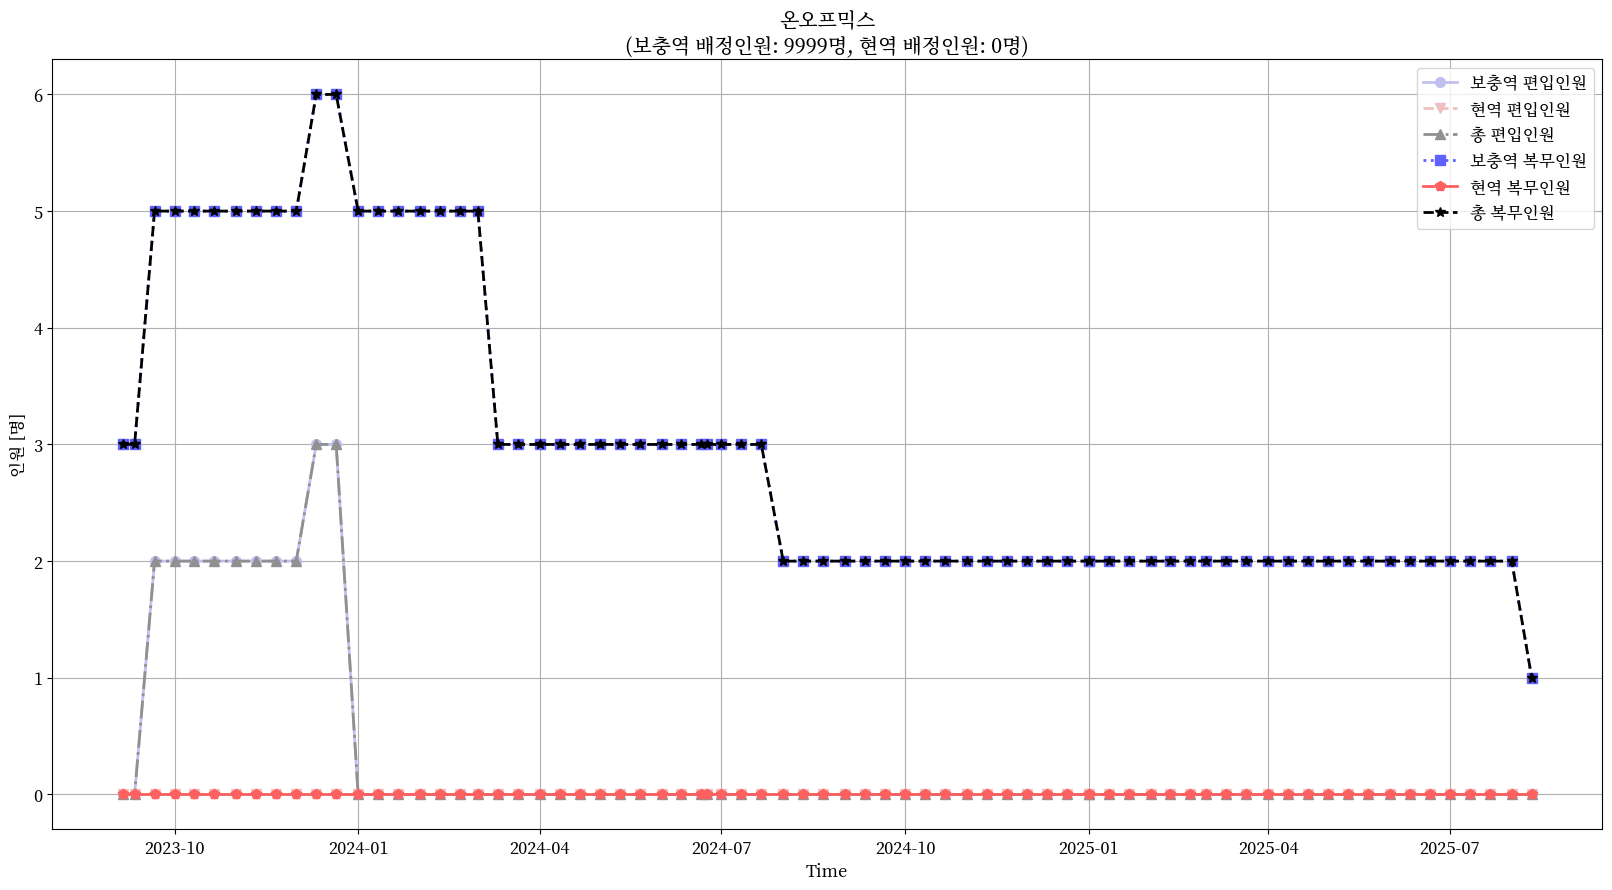 온오프믹스
(보충역 배정인원: 9999명, 현역 배정인원: 0명)
보충역 편입인원
현역 편입인원
총 편입인원
보충역 복무인원
현역 복무인원
총 복무인원
인원 [명]
6
5
4
3
2
1
0
2023-10
2024-01
2024-04
2024-07
2024-10
2025-01
2025-04
2025-07
Time